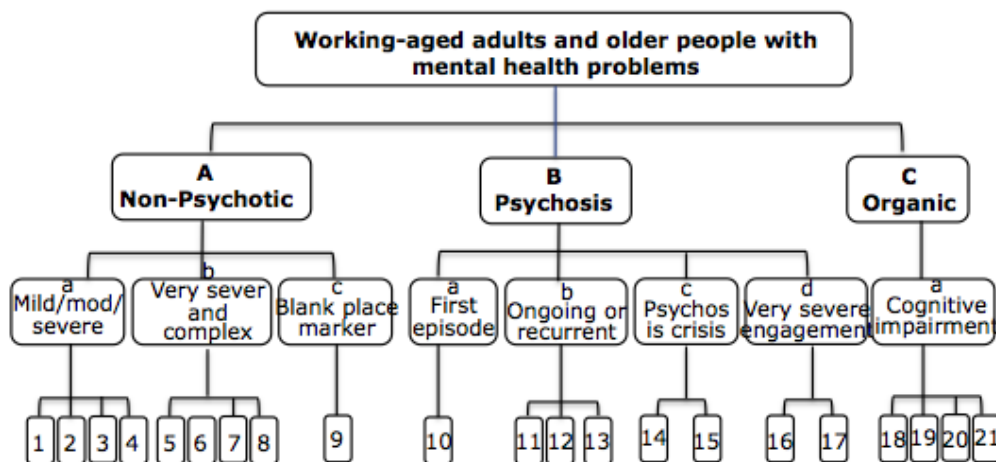 Working-aged adults and older people with
mental health problems
A
Non-Psychotic
B
Psychosis
C
Organic
a
Mild/mod/
severe
b
Very sever
and
complex
c
Blank place
marker
a
First
episode
b
Ongoing or
recurrent
c
Psychos
is crisis
d
Very severe
engagement
a
Cognitive
impairment
1 2 3 4 5 6 7 8 9 10 11 12 13 14 15 16 17 18 19 20 21